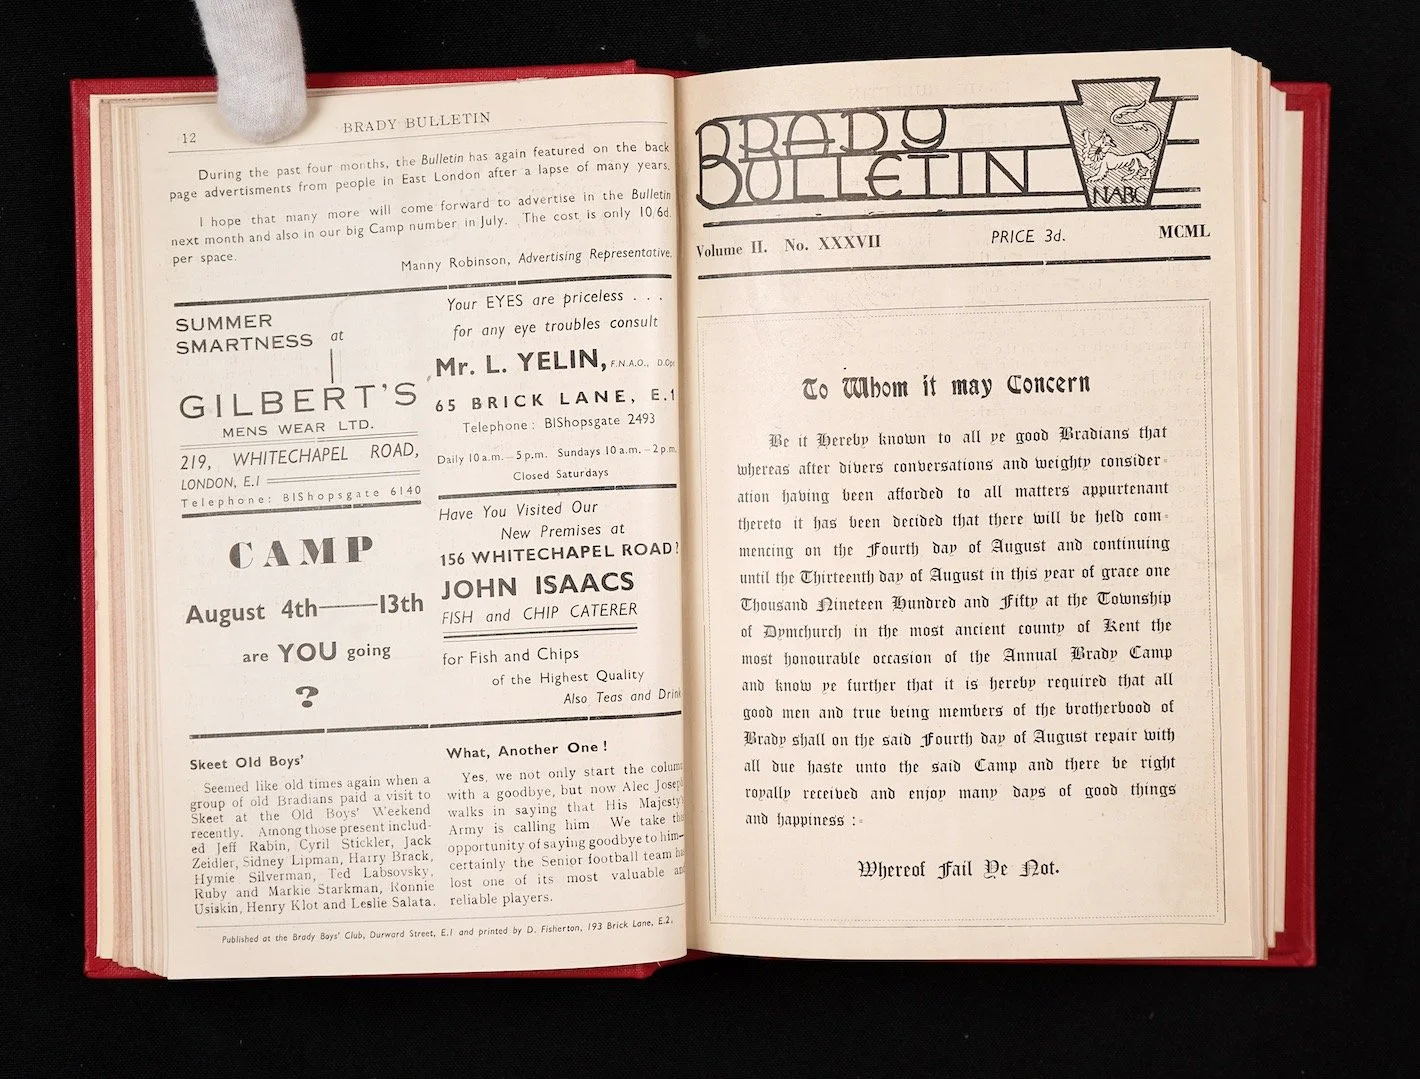 12
BRADY BULLETIN
During the past four months, the Bulletin has again featured on the back
page advertisments from people in East London after a lapse of many years,
I hope that many more will come forward to advertise in the Bulletin
next month and also in our big Camp number in July. The cost is only 10/6d.
per space.
Manny Robinson, Advertising Representative.
SUMMER
SMARTNESS at
GILBERT'S
MENS WEAR LTD.
219, WHITECHAPEL ROAD,
LONDON, E.1
Telephone: BIShopsgate 6140
CAMP
August 4th—13th
are YOU going
?
Your EYES are priceless . . .
for any eye troubles consult
Mr. L. YELIN, F.N.A.O., D.Opt
65 BRICK LANE, E.1
Telephone: BIShopsgate 2493
Daily 10 a.m.—5 p.m. Sundays 10 a.m.—2 p.m.
Closed Saturdays
Have You Visited Our
New Premises at
156 WHITECHAPEL ROAD?
JOHN ISAACS
FISH and CHIP CATERER
for Fish and Chips
of the Highest Quality
Also Teas and Drink
Skeet Old Boys'
Seemed like old times again when a
group of old Bradians paid a visit to
Skeet at the Old Boys' Weekend
recently. Among those present includ-
ed Jeff Rabin, Cyril Stickler, Jack
Zeidler, Sidney Lipman, Harry Brack,
Hymie Silverman, Ted Labsovsky,
Ruby and Markie Starkman, Ronnie
Usiskin, Henry Klot and Leslie Salata.
What, Another One!
Yes, we not only start the column
with a goodbye, but now Alec Joseph
walks in saying that His Majesty's
Army is calling him We take this
opportunity of saying goodbye to him—
certainly the Senior football team has
lost one of its most valuable and
reliable players.
Published at the Brady Boys' Club, Durward Street, E.1 and printed by D. Fisherton, 193 Brick Lane, E.2.
BRADY
BULLETIN
NABC
Volume II. No. XXXVII
PRICE 3d.
MCML
To Whom it may Concern
Be it Hereby known to all ye good Bradians that
whereas after divers conversations and weighty consider-
ation having been afforded to all matters appurtenant
thereto it has been decided that there will be held com-
mencing on the Fourth day of August and continuing
until the Thirteenth day of August in this year of grace one
Thousand Nineteen Hundred and Fifty at the Township
of Dymchurch in the most ancient county of Kent the
most honourable occasion of the Annual Brady Camp
and know ye further that it is hereby required that all
good men and true being members of the brotherhood of
Brady shall on the said Fourth day of August repair with
all due haste unto the said Camp and there be right
royally received and enjoy many days of good things
and happiness :-
Whereof Fail Ye Not.